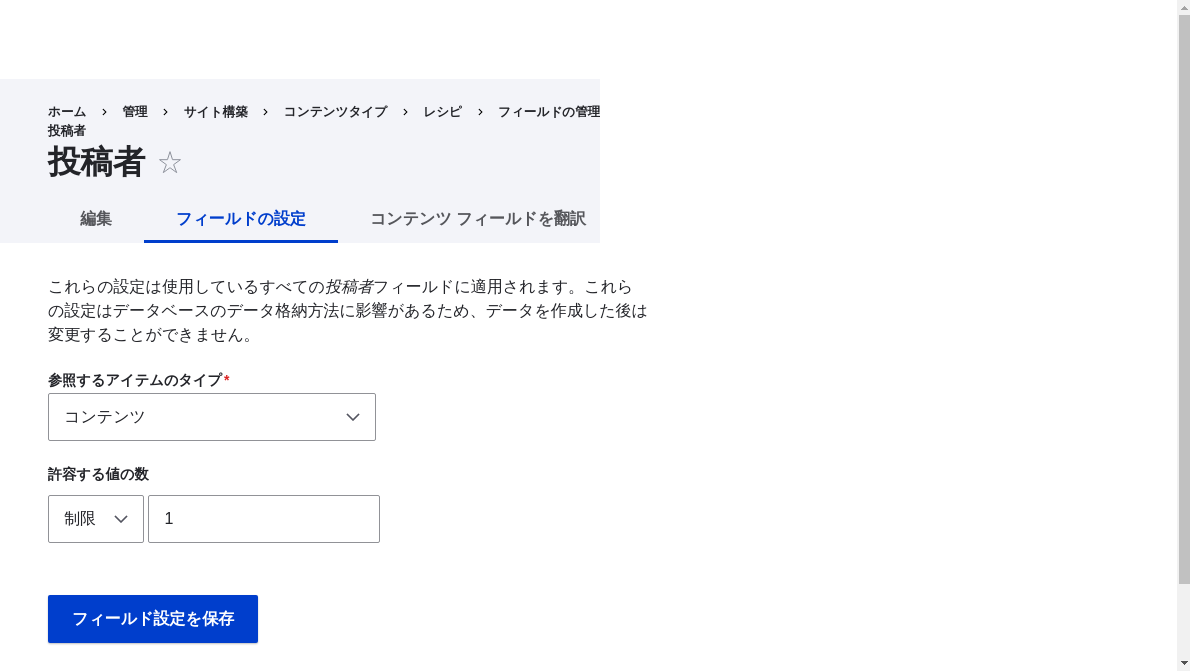 ホーム › 管理 › サイト構築 › コンテンツタイプ › レシピ › フィールドの管理
投稿者
投稿者
編集 フィールドの設定 コンテンツ フィールドを翻訳
これらの設定は使用しているすべての投稿者フィールドに適用されます。これら
の設定はデータベースのデータ格納方法に影響があるため、データを作成した後は
変更することができません。
参照するアイテムのタイプ*
コンテンツ
許容する値の数
制限 1
フィールド設定を保存